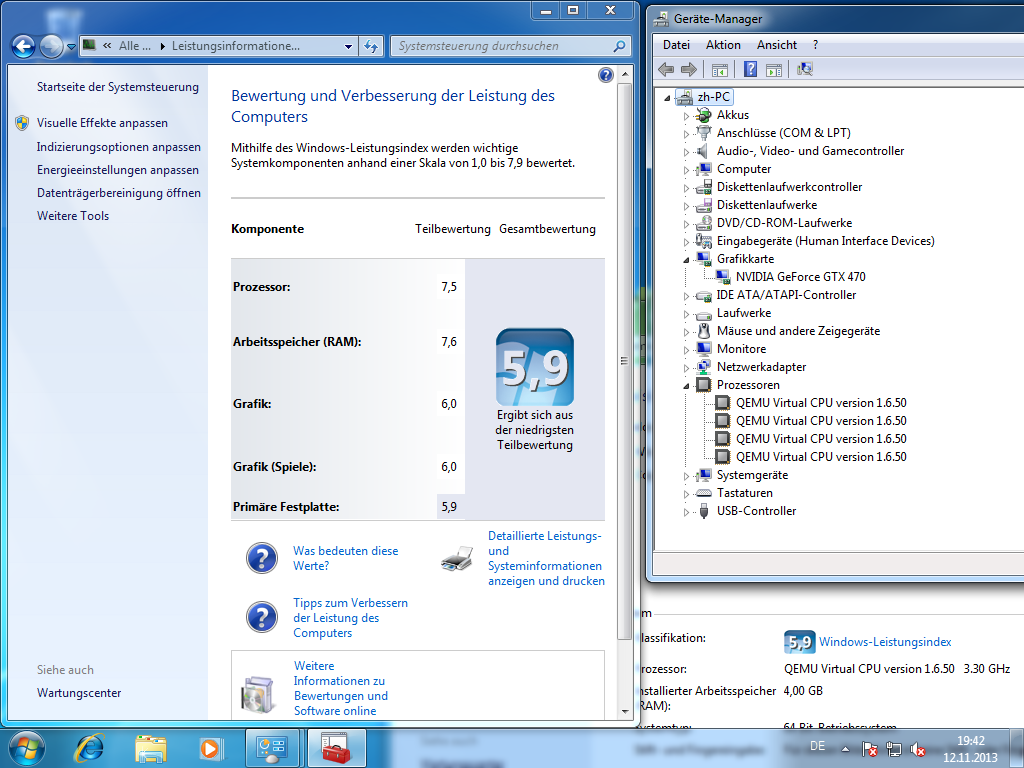 « Alle ... ▸ Leistungsinformatione...
Systemsteuerung durchsuchen
Startseite der Systemsteuerung
Visuelle Effekte anpassen
Indizierungsoptionen anpassen
Energieeinstellungen anpassen
Datenträgerbereinigung öffnen
Weitere Tools
Siehe auch
Wartungscenter
Bewertung und Verbesserung der Leistung des
Computers
Mithilfe des Windows-Leistungsindex werden wichtige
Systemkomponenten anhand einer Skala von 1,0 bis 7,9 bewertet.
Komponente Teilbewertung Gesamtbewertung
Prozessor: 7,5
Arbeitsspeicher (RAM): 7,6
Grafik: 6,0
Grafik (Spiele): 6,0
Primäre Festplatte: 5,9
5,9
Ergibt sich aus
der niedrigsten
Teilbewertung
Was bedeuten diese
Werte?
Detaillierte Leistungs-
und
Systeminformationen
anzeigen und drucken
Tipps zum Verbessern
der Leistung des
Computers
Weitere
Informationen zu
Bewertungen und
Software online
Geräte-Manager
Datei Aktion Ansicht ?
zh-PC
Akkus
Anschlüsse (COM & LPT)
Audio-, Video- und Gamecontroller
Computer
Diskettenlaufwerkcontroller
Diskettenlaufwerke
DVD/CD-ROM-Laufwerke
Eingabegeräte (Human Interface Devices)
Grafikkarte
NVIDIA GeForce GTX 470
IDE ATA/ATAPI-Controller
Laufwerke
Mäuse und andere Zeigegeräte
Monitore
Netzwerkadapter
Prozessoren
QEMU Virtual CPU version 1.6.50
QEMU Virtual CPU version 1.6.50
QEMU Virtual CPU version 1.6.50
QEMU Virtual CPU version 1.6.50
Systemgeräte
Tastaturen
USB-Controller
m
lassifikation: 5,9 Windows-Leistungsindex
rozessor: QEMU Virtual CPU version 1.6.50 3.30 GHz
nstallierter Arbeitsspeicher 4,00 GB
RAM):
ystemtyp: 64 Bit-Betriebssystem
DE
19:42
12.11.2013